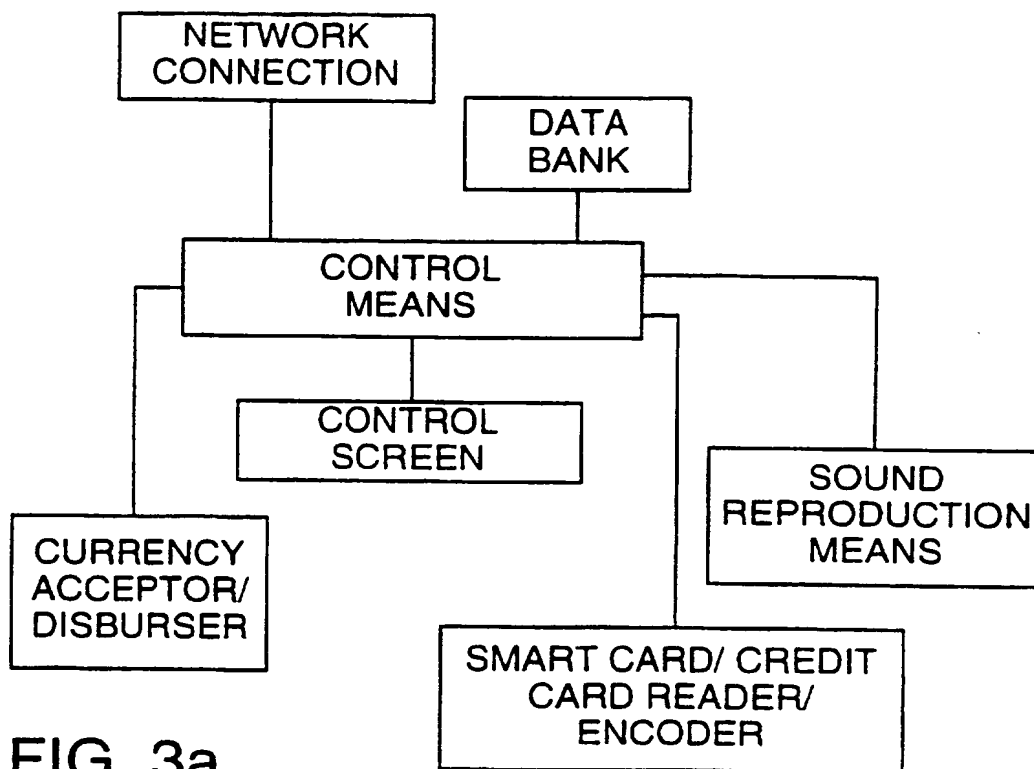 NETWORK
CONNECTION
DATA
BANK
CONTROL
MEANS
CONTROL
SCREEN
SOUND
REPRODUCTION
MEANS
CURRENCY
ACCEPTOR/
DISBURSER
SMART CARD/ CREDIT
CARD READER/
ENCODER
FIG. 3a